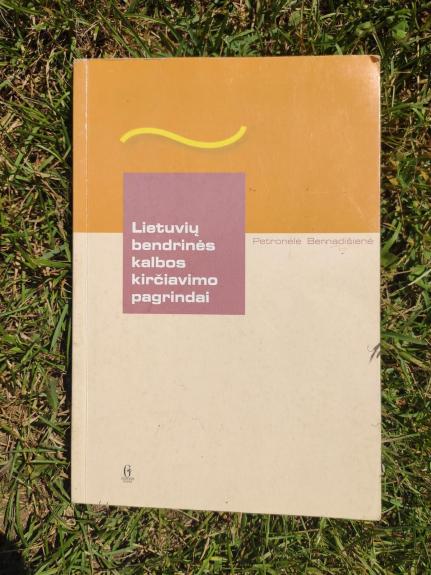 Lietuvių
bendrinės
kalbos
kirčiavimo
pagrindai
Petronėlė Bernadišienė